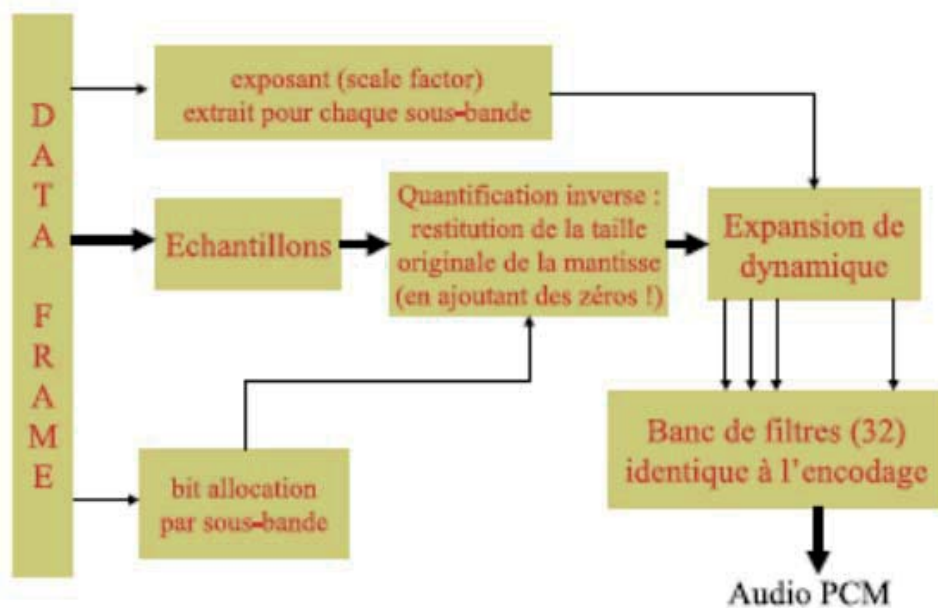 DATA FRAME
exposant (scale factor)
extrait pour chaque sous-bande
Echantillons
Quantification inverse :
restitution de la taille
originale de la mantisse
(en ajoutant des zéros !)
Expansion de
dynamique
bit allocation
par sous-bande
Banc de filtres (32)
identique à l'encodage
Audio PCM